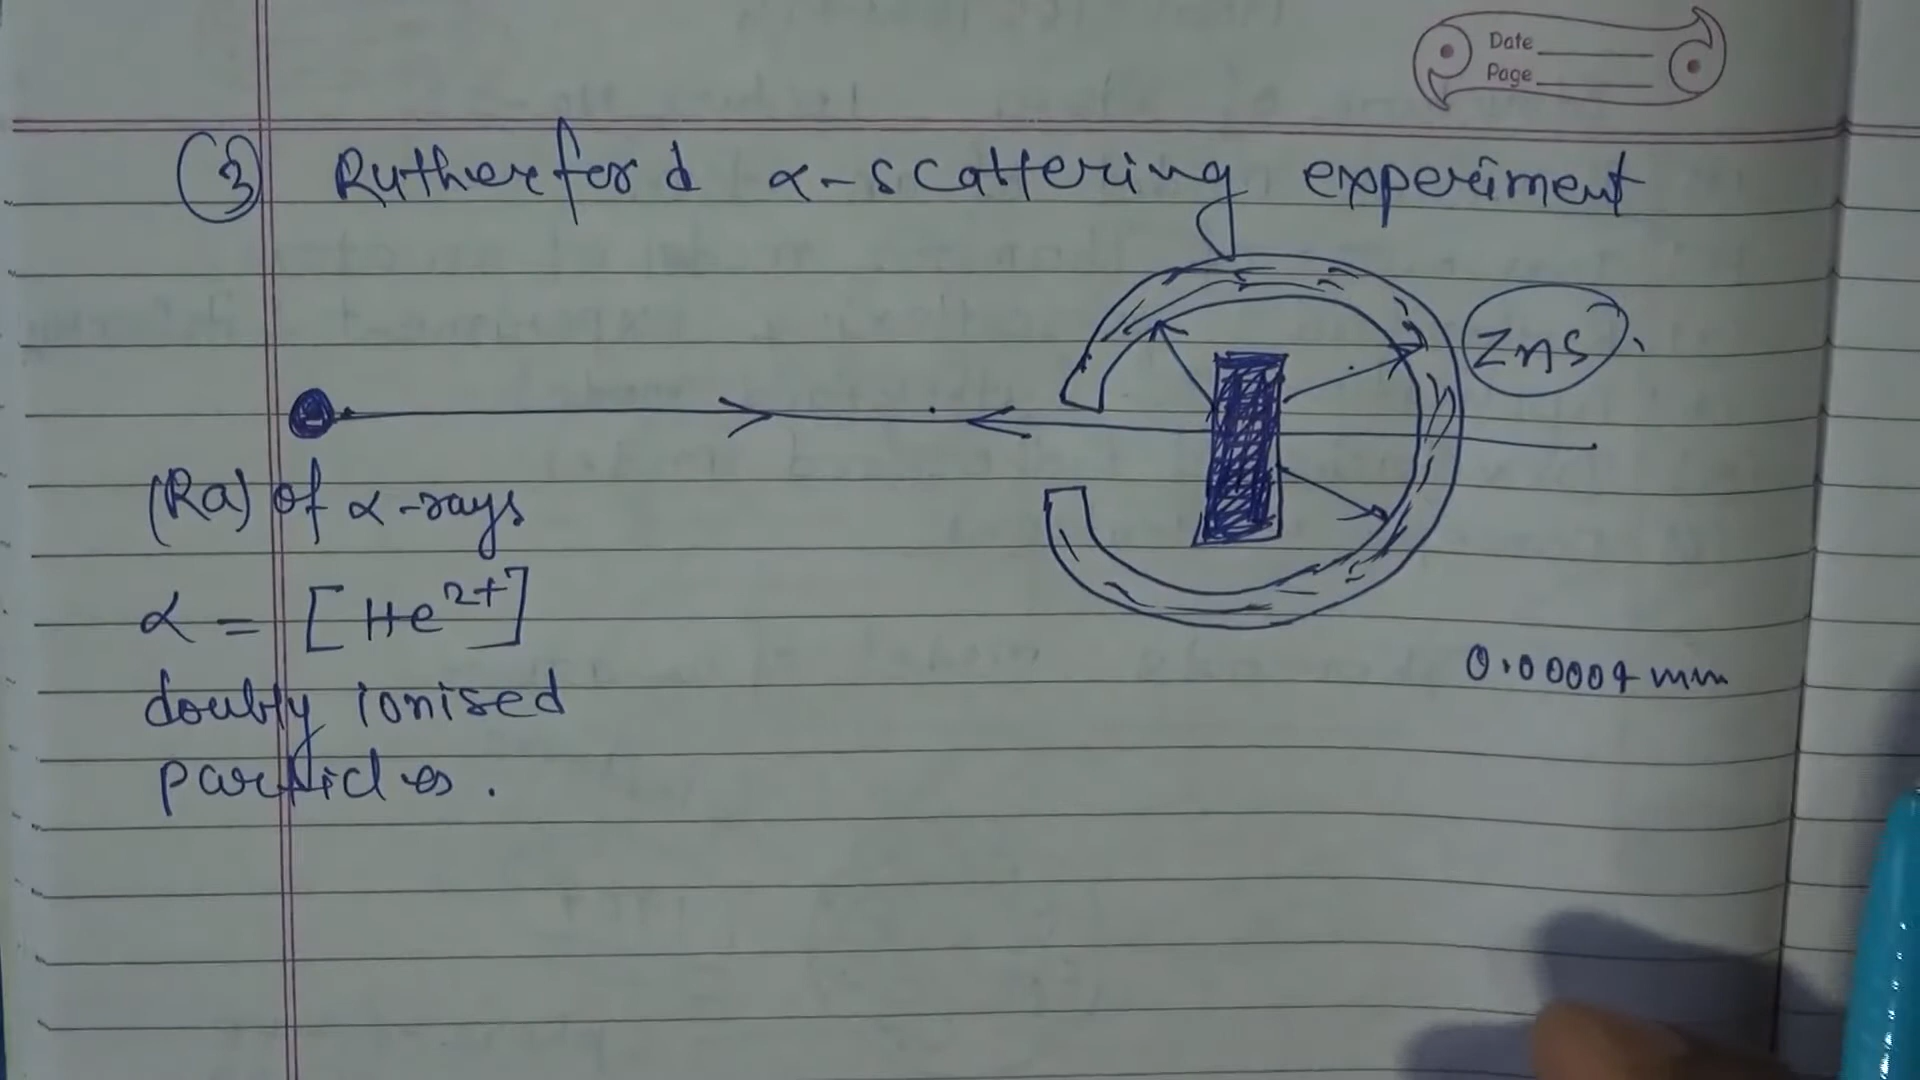 Date
Page
(3) Rutherford α-scattering experiment
ZnS.
(Ra) of α-rays
α = [He²⁺]
0.00004 mm
doubly ionised
particles.